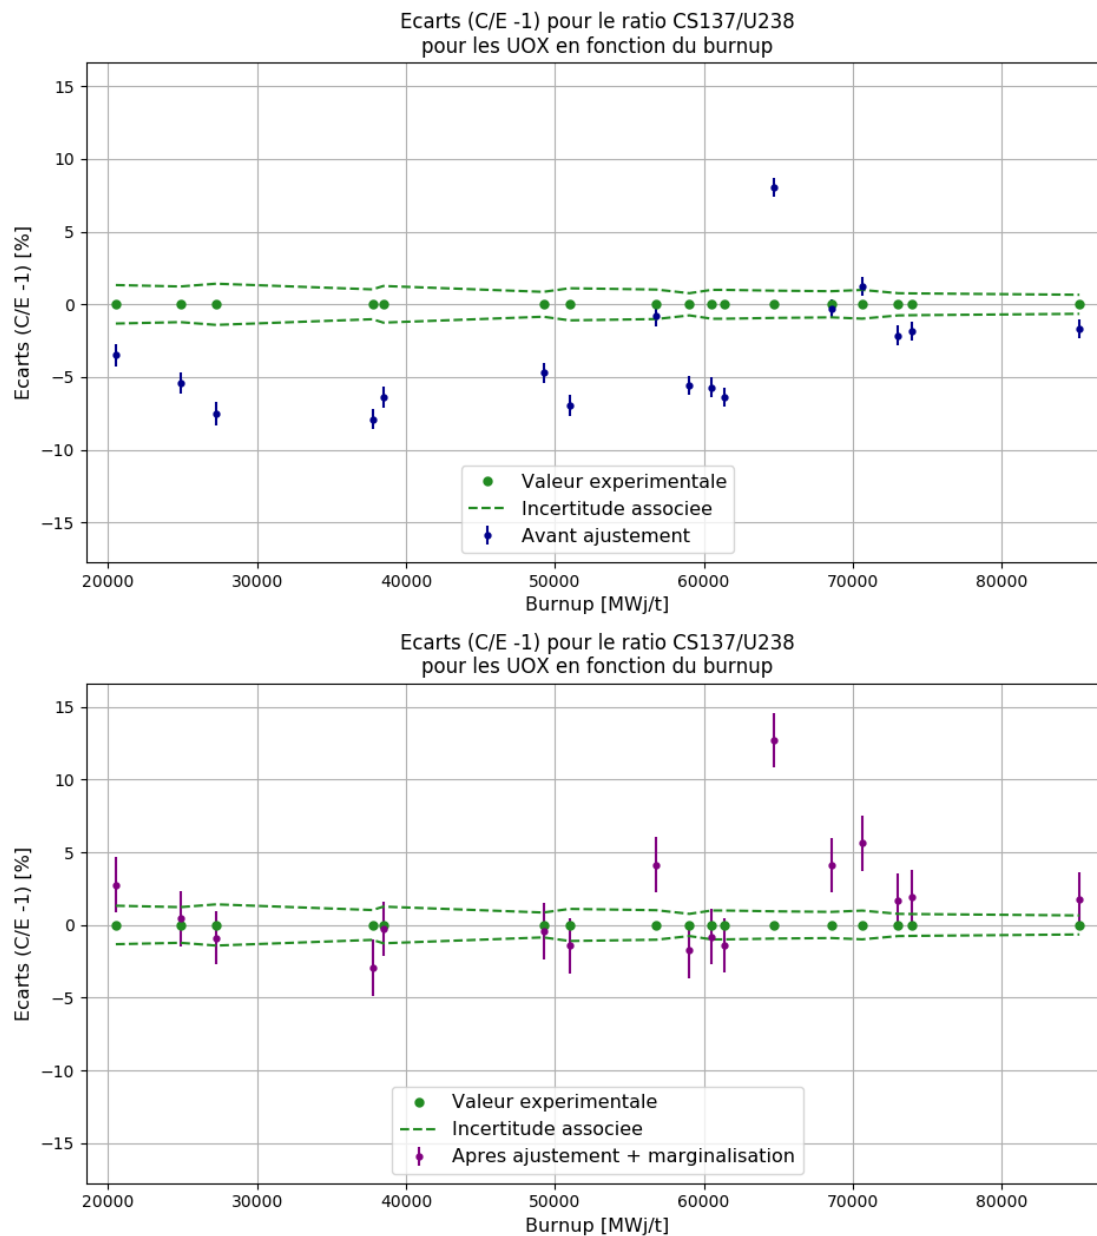 Ecarts (C/E -1) pour le ratio CS137/U238
pour les UOX en fonction du burnup
Ecarts (C/E -1) [%]
15
10
5
0
−5
−10
−15
Valeur experimentale
Incertitude associee
Avant ajustement
20000 30000 40000 50000 60000 70000 80000
Burnup [MWj/t]
Ecarts (C/E -1) pour le ratio CS137/U238
pour les UOX en fonction du burnup
Ecarts (C/E -1) [%]
15
10
5
0
−5
−10
−15
Valeur experimentale
Incertitude associee
Apres ajustement + marginalisation
20000 30000 40000 50000 60000 70000 80000
Burnup [MWj/t]